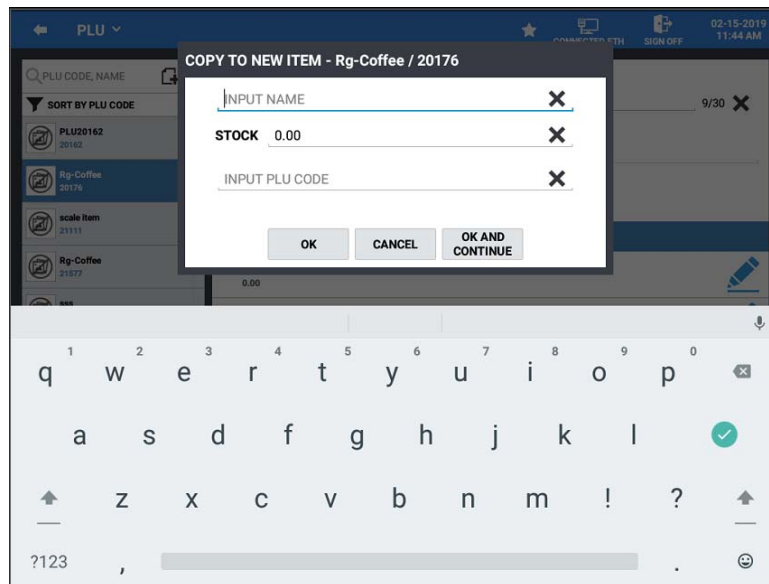 PLU
CONNECTED ETH
SIGN OFF
02-15-2019
11:44 AM
PLU CODE, NAME
SORT BY PLU CODE
PLU20162
20162
Rg-Coffee
20176
scale Item
21111
Rg-Coffee
21577
sss
9/30
0.00
COPY TO NEW ITEM - Rg-Coffee / 20176
INPUT NAME
STOCK 0.00
INPUT PLU CODE
OK CANCEL OK AND
CONTINUE
1 2 3 4 5 6 7 8 9 0
q w e r t y u i o p
a s d f g h j k l
z x c v b n m ! ?
?123 , .